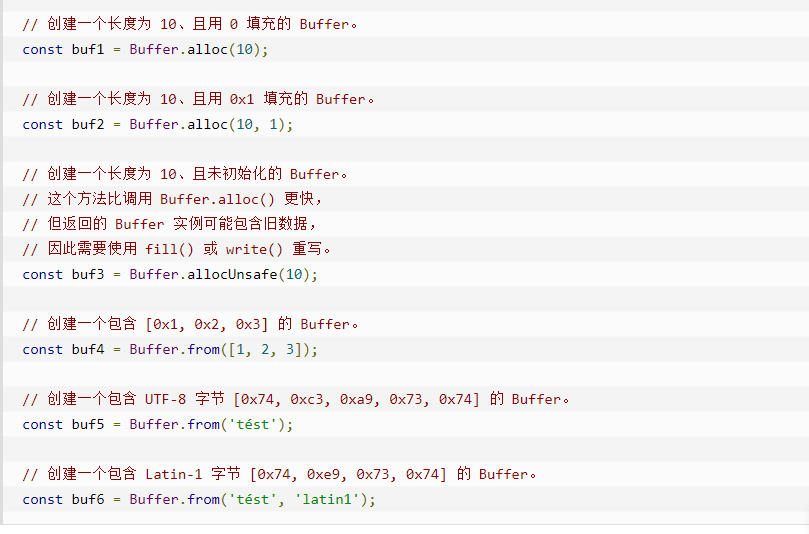 // 创建一个长度为 10、且用 0 填充的 Buffer。
const buf1 = Buffer.alloc(10);
// 创建一个长度为 10、且用 0x1 填充的 Buffer。
const buf2 = Buffer.alloc(10, 1);
// 创建一个长度为 10、且未初始化的 Buffer。
// 这个方法比调用 Buffer.alloc() 更快，
// 但返回的 Buffer 实例可能包含旧数据，
// 因此需要使用 fill() 或 write() 重写。
const buf3 = Buffer.allocUnsafe(10);
// 创建一个包含 [0x1, 0x2, 0x3] 的 Buffer。
const buf4 = Buffer.from([1, 2, 3]);
// 创建一个包含 UTF-8 字节 [0x74, 0xc3, 0xa9, 0x73, 0x74] 的 Buffer。
const buf5 = Buffer.from('tést');
// 创建一个包含 Latin-1 字节 [0x74, 0xe9, 0x73, 0x74] 的 Buffer。
const buf6 = Buffer.from('tést', 'latin1');